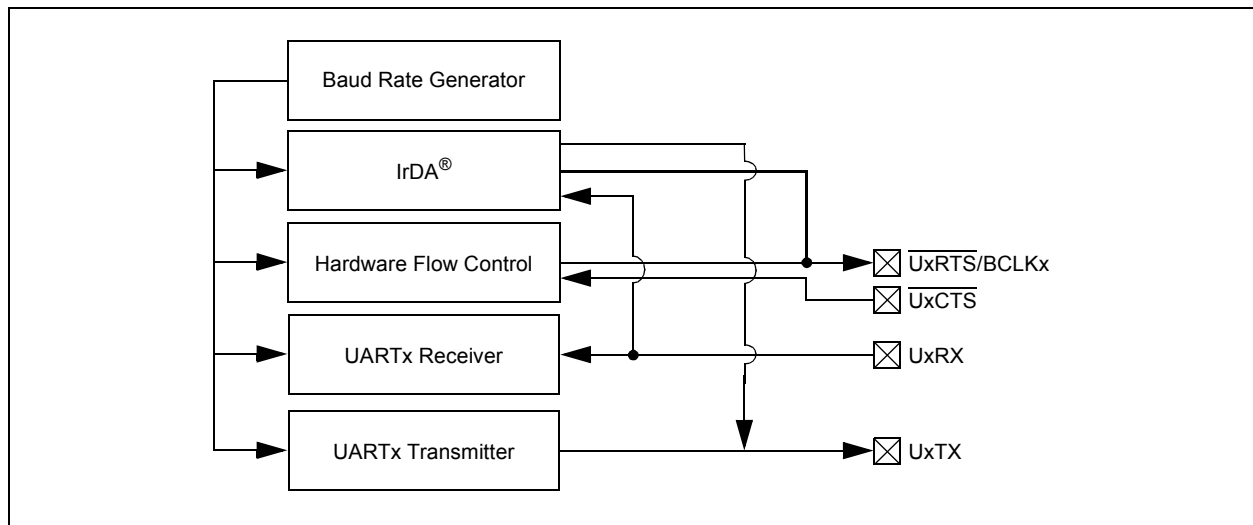 Baud Rate Generator
IrDA®
Hardware Flow Control
UxRTS/BCLKx
UxCTS
UARTx Receiver
UxRX
UARTx Transmitter
UxTX